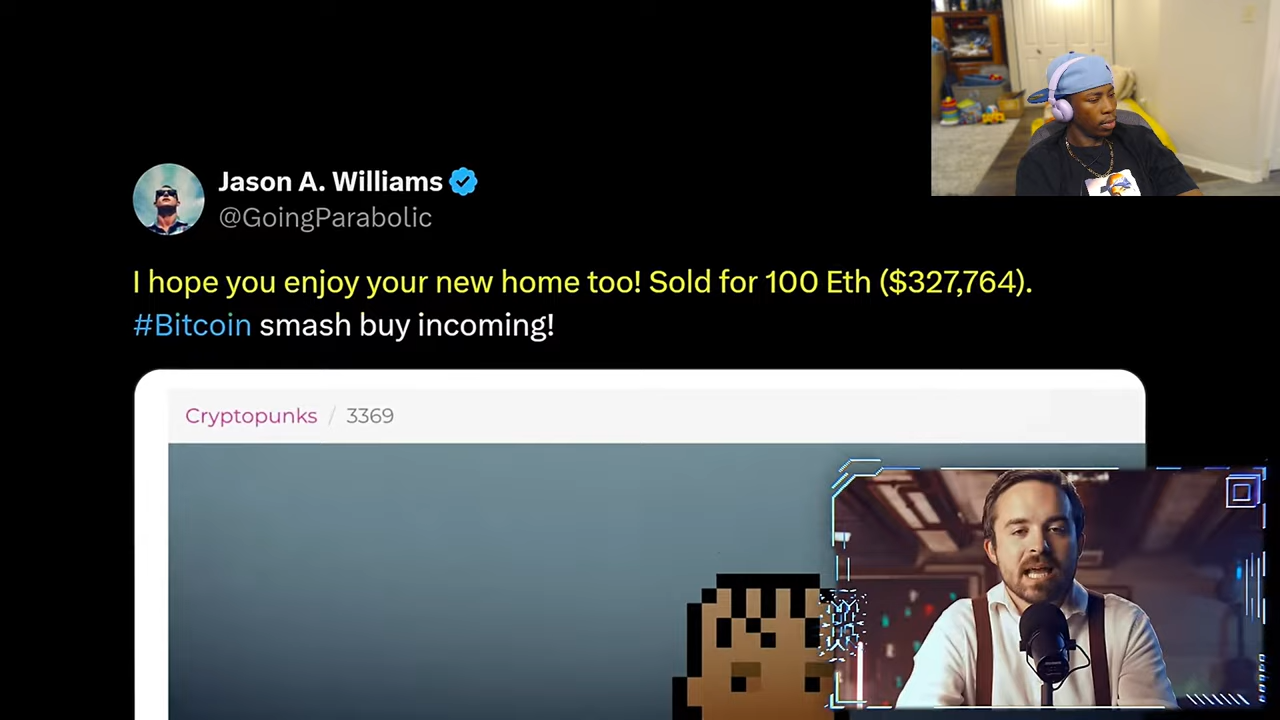 Jason A. Williams
@GoingParabolic
I hope you enjoy your new home too! Sold for 100 Eth ($327,764).
#Bitcoin smash buy incoming!
Cryptopunks / 3369